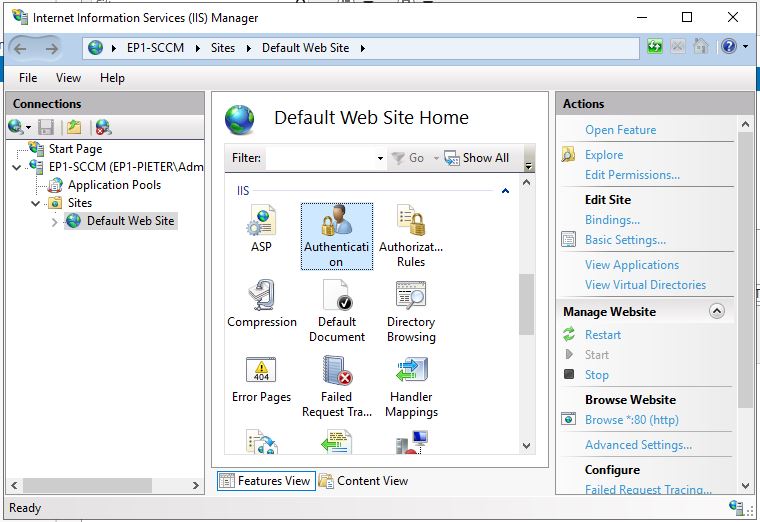 Internet Information Services (IIS) Manager
EP1-SCCM
Sites
Default Web Site
File View Help
Connections
Start Page
EP1-SCCM (EP1-PIETER\Adm
Application Pools
Sites
Default Web Site
Default Web Site Home
Filter: Go Show All
IIS
ASP
Authenticati
on
Authorizat...
Rules
Compression
Default
Document
Directory
Browsing
404
Error Pages
Failed
Request Tra...
Handler
Mappings
Features View
Content View
Actions
Open Feature
Explore
Edit Permissions...
Edit Site
Bindings...
Basic Settings...
View Applications
View Virtual Directories
Manage Website
Restart
Start
Stop
Browse Website
Browse *:80 (http)
Advanced Settings...
Configure
Failed Request Tracing...
Ready